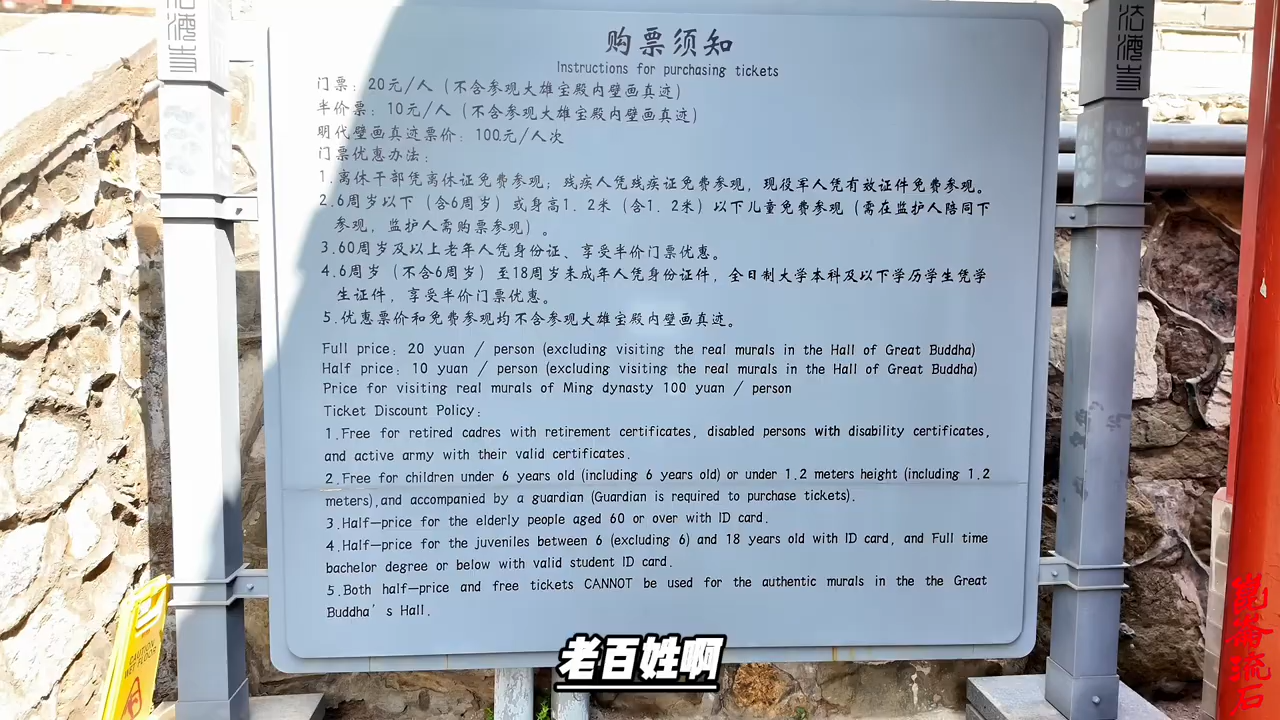 法海寺
法海寺
购票须知
Instructions for purchasing tickets
门票：20元/人（不含参观大雄宝殿内壁画真迹）
半价票：10元/人（不含参观大雄宝殿内壁画真迹）
明代壁画真迹票价：100元/人次
门票优惠办法：
1.离休干部凭离休证免费参观；残疾人凭残疾证免费参观，现役军人凭有效证件免费参观。
2.6周岁以下（含6周岁）或身高1.2米（含1.2米）以下儿童免费参观（需在监护人陪同下
参观，监护人需购票参观）。
3.60周岁及以上老年人凭身份证、享受半价门票优惠。
4.6周岁（不含6周岁）至18周岁未成年人凭身份证件，全日制大学本科及以下学历学生凭学
生证件，享受半价门票优惠。
5.优惠票价和免费参观均不含参观大雄宝殿内壁画真迹。
Full price: 20 yuan / person (excluding visiting the real murals in the Hall of Great Buddha)
Half price: 10 yuan / person (excluding visiting the real murals in the Hall of Great Buddha)
Price for visiting real murals of Ming dynasty 100 yuan / person
Ticket Discount Policy:
1.Free for retired cadres with retirement certificates, disabled persons with disability certificates,
and active army with their valid certificates.
2.Free for children under 6 years old (including 6 years old) or under 1.2 meters height (including 1.2
meters),and accompanied by a guardian (Guardian is required to purchase tickets).
3.Half-price for the elderly people aged 60 or over with ID card.
4.Half-price for the juveniles between 6 (excluding 6) and 18 years old with ID card, and Full time
bachelor degree or below with valid student ID card.
5.Both half-price and free tickets CANNOT be used for the authentic murals in the the Great
Buddha's Hall.
CAUTION
WET FLOOR
老百姓啊
崑崙琉石